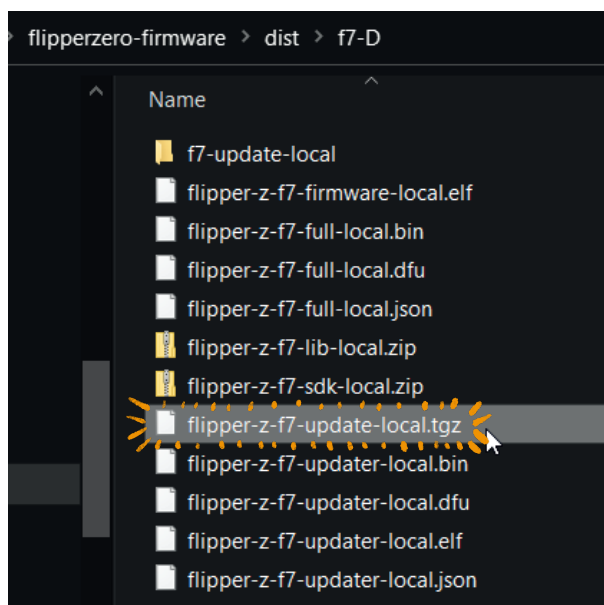 flipperzero-firmware > dist > f7-D
Name
f7-update-local
flipper-z-f7-firmware-local.elf
flipper-z-f7-full-local.bin
flipper-z-f7-full-local.dfu
flipper-z-f7-full-local.json
flipper-z-f7-lib-local.zip
flipper-z-f7-sdk-local.zip
flipper-z-f7-update-local.tgz
flipper-z-f7-updater-local.bin
flipper-z-f7-updater-local.dfu
flipper-z-f7-updater-local.elf
flipper-z-f7-updater-local.json